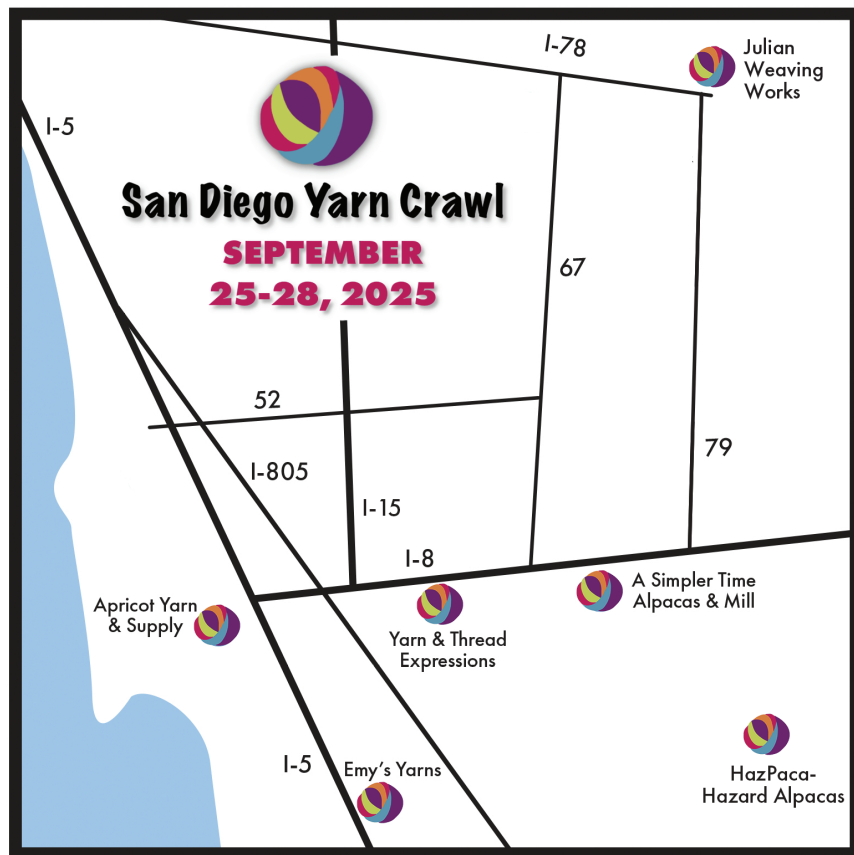 I-78
Julian
Weaving
Works
I-5
San Diego Yarn Crawl
SEPTEMBER
25-28, 2025
67
52
I-805
79
I-15
I-8
Apricot Yarn
& Supply
A Simpler Time
Alpacas & Mill
Yarn & Thread
Expressions
I-5
Emy's Yarns
HazPaca-
Hazard Alpacas